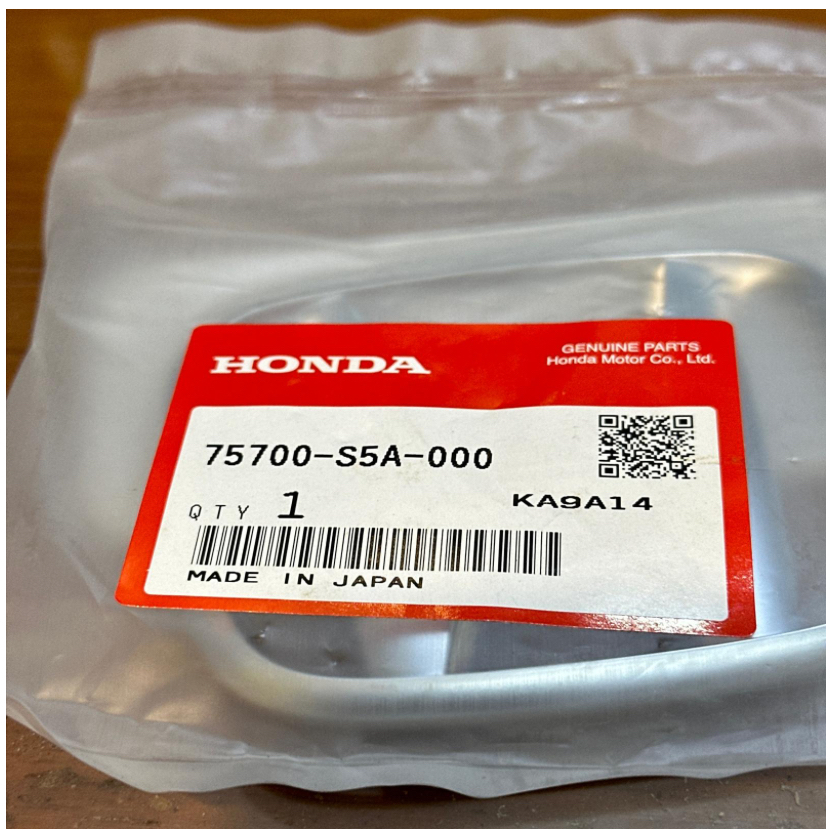 HONDA
GENUINE PARTS
Honda Motor Co., Ltd.
75700-S5A-000
KA9A14
QTY 1
MADE IN JAPAN